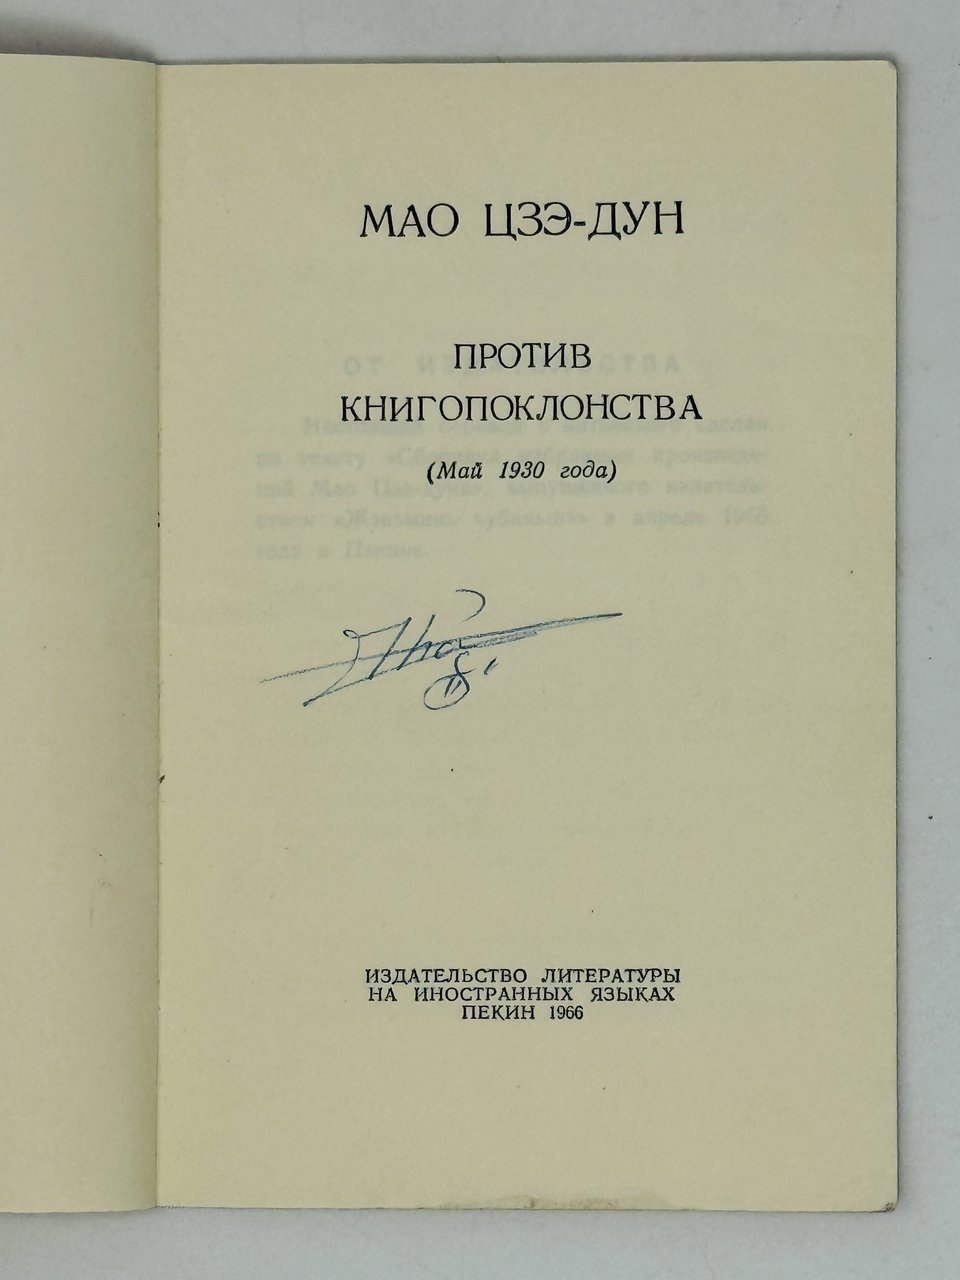 МАО ЦЗЭ-ДУН
ПРОТИВ
КНИГОПОКЛОНСТВА
(Май 1930 года)
ИЗДАТЕЛЬСТВО ЛИТЕРАТУРЫ
НА ИНОСТРАННЫХ ЯЗЫКАХ
ПЕКИН 1966